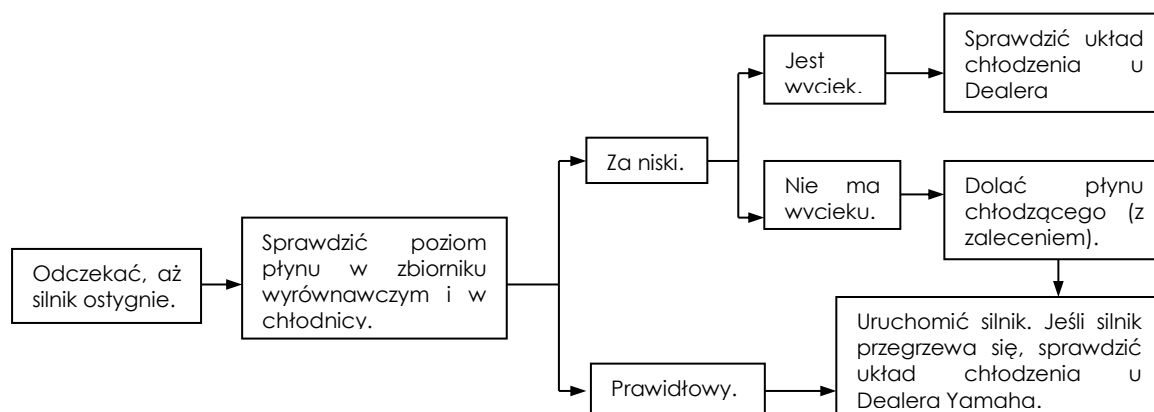 Odczekać, aż
silnik ostygnie.
Sprawdzić poziom
płynu w zbiorniku
wyrównawczym i w
chłodnicy.
Za niski.
Jest
wyciek.
Sprawdzić układ
chłodzenia u
Dealera
Nie ma
wycieku.
Dolać płynu
chłodzącego (z
zaleceniem).
Prawidłowy.
Uruchomić silnik. Jeśli silnik
przegrzewa się, sprawdzić
układ chłodzenia u
Dealera Yamaha.